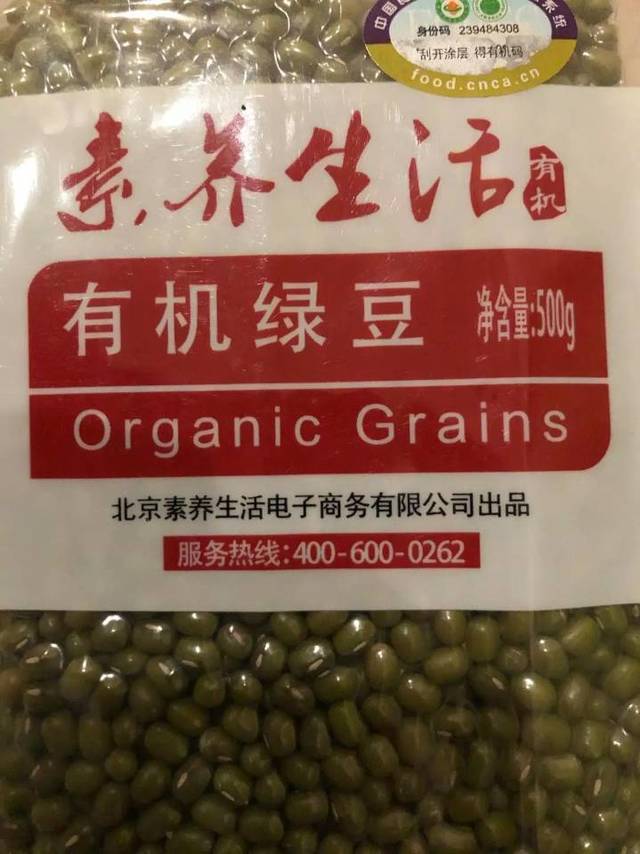 身份码 239484308
刮开涂层 得有机码
food.cnca.cn
素养生活
有机
有机绿豆
净含量:500g
Organic Grains
北京素养生活电子商务有限公司出品
服务热线:400-600-0262